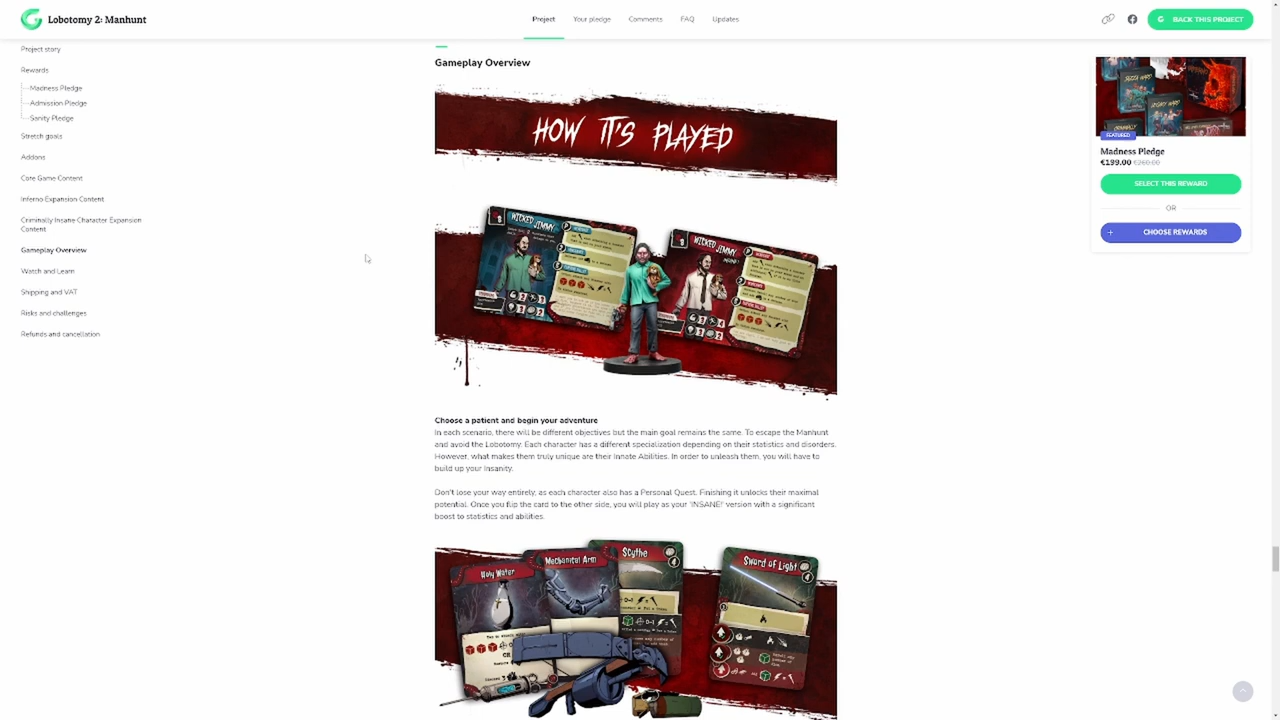 Lobotomy 2: Manhunt
Project
Your pledge
Comments
FAQ
Updates
BACK THIS PROJECT
Project story
Rewards
Madness Pledge
Admission Pledge
Sanity Pledge
Stretch goals
Addons
Core Game Content
Inferno Expansion Content
Criminally Insane Character Expansion
Content
Gameplay Overview
Watch and Learn
Shipping and VAT
Risks and challenges
Refunds and cancellation
Gameplay Overview
HOW IT'S PLAYED
WICKED JIMMY
WICKED JIMMY
Choose a patient and begin your adventure
In each scenario, there will be different objectives but the main goal remains the same. To escape the Manhunt
and avoid the Lobotomy. Each character has a different specialization depending on their statistics and disorders.
However, what makes them truly unique are their Innate Abilities. In order to unleash them, you will have to
build up your Insanity.
Don't lose your way entirely, as each character also has a Personal Quest. Finishing it unlocks their maximal
potential. Once you flip the card to the other side, you will play as your 'INSANE!' version with a significant
boost to statistics and abilities.
Holy Water
Mechanical Arm
Scythe
4
Sword of Light
4
OR
FEATURED
Madness Pledge
€199.00 €260.00
SELECT THIS REWARD
OR
+ CHOOSE REWARDS